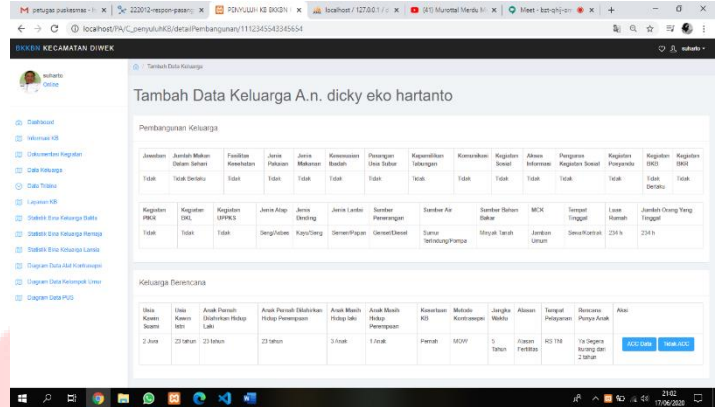 petugas puskesmas -
222012-respon-pasang
PENYULUH KB BKKBN
localhost / 127.0.0.1 /
(41) Murottal Merdu M
Meet - bzt-qhij-
localhost/PA/C_penyuluhKB/detailPembangunan/1112345543345654
BKKBN KECAMATAN DIWEK
suharto
suharto
Online
Tambah Data Keluarga
Tambah Data Keluarga A.n. dicky eko hartanto
Dashboard
Informasi KB
Dokumentasi Kegiatan
Data Keluarga
Data Tribina
Layanan KB
Statistik Bina Keluarga Balita
Statistik Bina Keluarga Remaja
Statistik Bina Keluarga Lansia
Diagram Data Alat Kontrasepsi
Diagram Data Kelompok Umur
Diagram Data PUS
Pembangunan Keluarga
Jawaban Jumlah Makan Dalam Sehari Fasilitas Kesehatan Jenis Pakaian Jenis Makanan Kesesuaian Ibadah Pasangan Usia Subur Kepemilikan Tabungan Komunikasi Kegiatan Sosial Akses Informasi Pengurus Kegiatan Sosial Kegiatan Posyandu Kegiatan BKB Kegiatan BKR
Tidak Tidak Berlaku Tidak Tidak Tidak Tidak Tidak Tidak Tidak Tidak Tidak Tidak Tidak Tidak Berlaku Tidak
Kegiatan PIKR Kegiatan BKL Kegiatan UPPKS Jenis Atap Jenis Dinding Jenis Lantai Sumber Penerangan Sumber Air Sumber Bahan Bakar MCK Tempat Tinggal Luas Rumah Jumlah Orang Yang Tinggal
Tidak Tidak Tidak Seng/Asbes Kayu/Seng Semen/Papan Genset/Diesel Sumur Terlindung/Pompa Minyak Tanah Jamban Umum Sewa/Kontrak 234 h 234 h
Keluarga Berencana
Usia Kawin Suami Usia Kawin Istri Anak Pernah Dilahirkan Hidup Laki Anak Pernah Dilahirkan Hidup Perempuan Anak Masih Hidup laki Anak Masih Hidup Perempuan Kesertaan KB Metode Kontrasepsi Jangka Waktu Alasan Tempat Pelayanan Rencana Punya Anak Aksi
2 Jiwa 23 tahun 23 tahun 23 tahun 3 Anak 1 Anak Pernah MOW 5 Tahun Alasan Fertilitas RS TNI Ya Segera kurang dari 2 tahun ACC Data Tidak ACC
21:02
17/06/2020